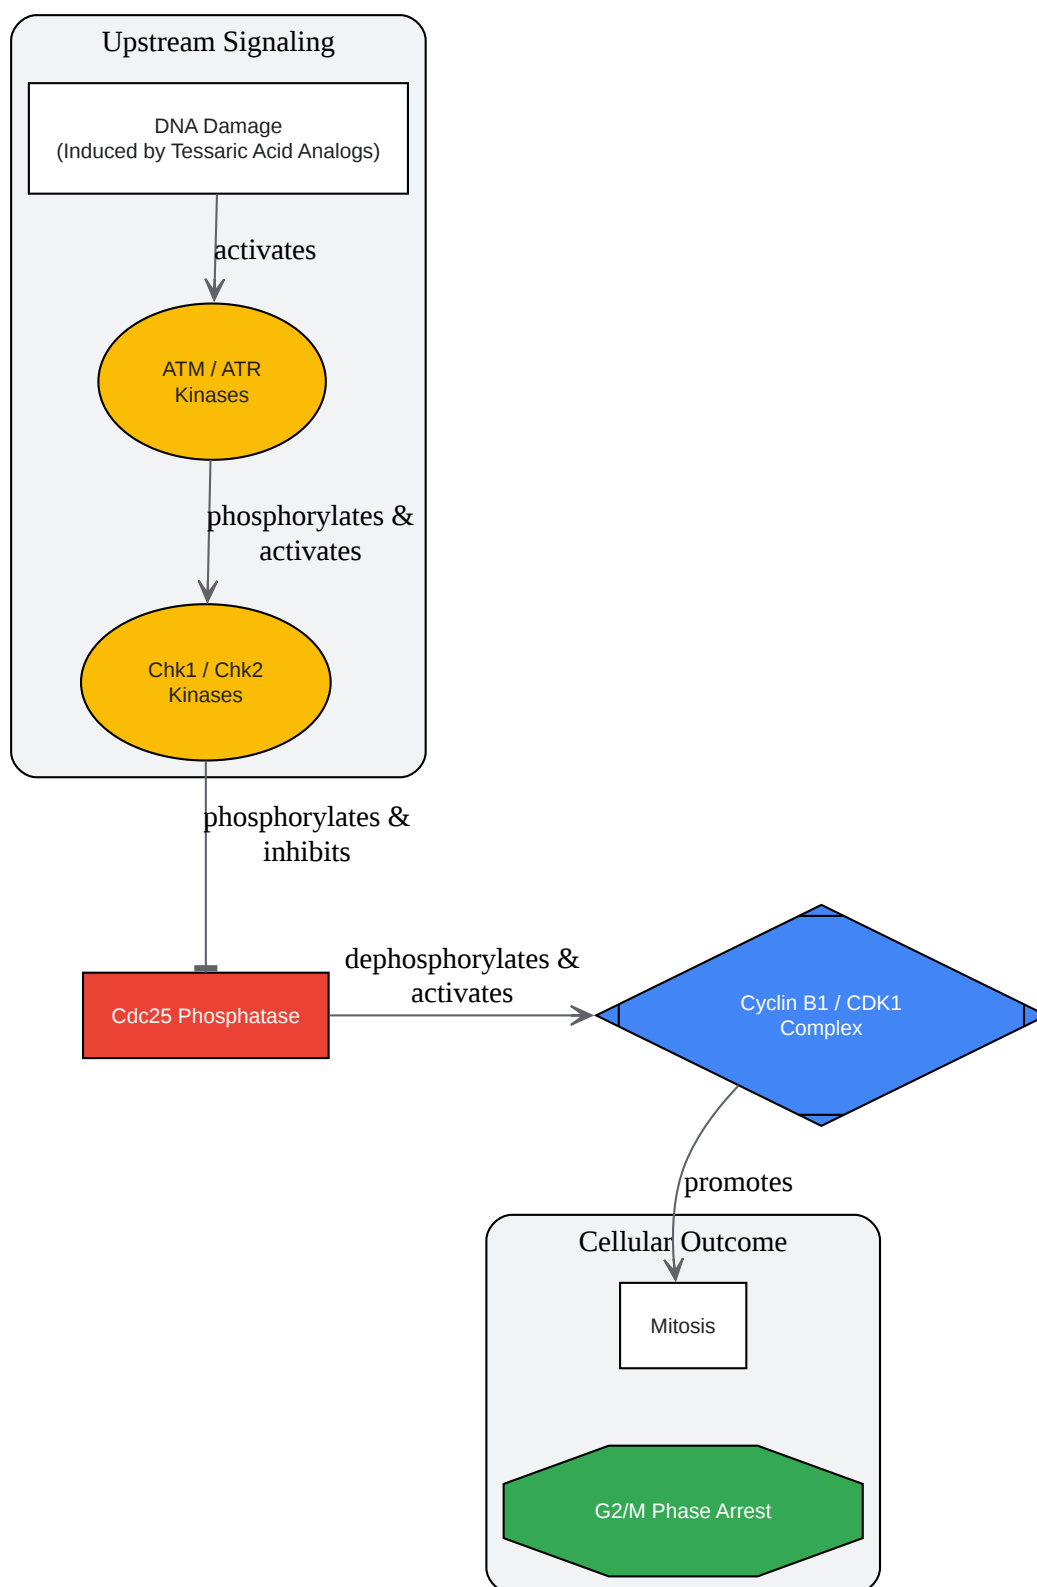 Upstream Signaling
DNA Damage
(Induced by Tessaric Acid Analogs)
activates
ATM / ATR
Kinases
phosphorylates &
activates
Chk1 / Chk2
Kinases
phosphorylates &
inhibits
Cdc25 Phosphatase
dephosphorylates &
activates
Cyclin B1 / CDK1
Complex
promotes
Cellular Outcome
Mitosis
G2/M Phase Arrest